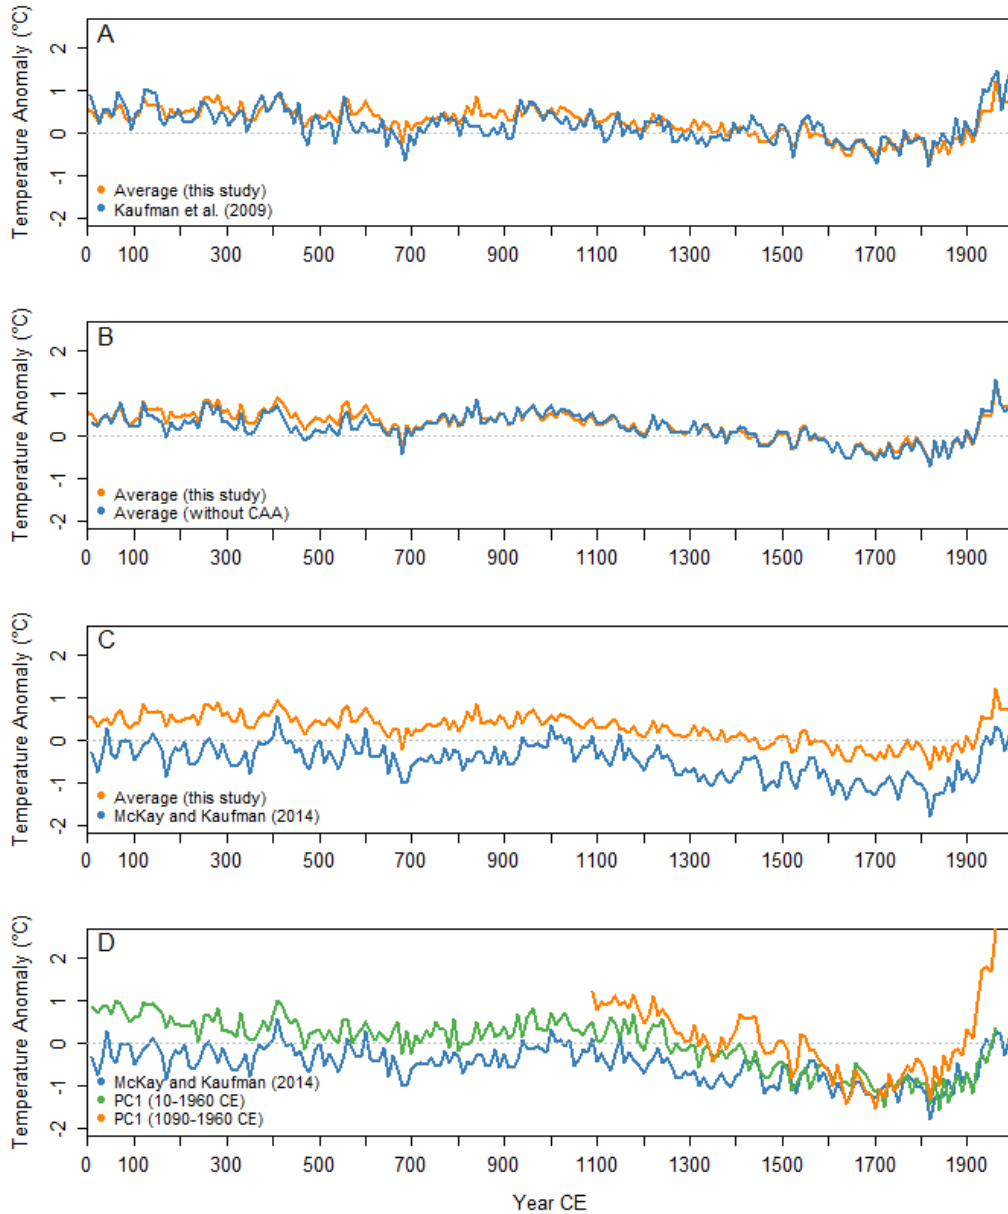 A
Temperature Anomaly (°C)
2
1
0
-1
-2
Average (this study)
Kaufman et al. (2009)
0 100 300 500 700 900 1100 1300 1500 1700 1900
B
Temperature Anomaly (°C)
2
1
0
-1
-2
Average (this study)
Average (without CAA)
0 100 300 500 700 900 1100 1300 1500 1700 1900
C
Temperature Anomaly (°C)
2
1
0
-1
-2
Average (this study)
McKay and Kaufman (2014)
0 100 300 500 700 900 1100 1300 1500 1700 1900
D
Temperature Anomaly (°C)
2
1
0
-1
-2
McKay and Kaufman (2014)
PC1 (10-1960 CE)
PC1 (1090-1960 CE)
0 100 300 500 700 900 1100 1300 1500 1700 1900
Year CE